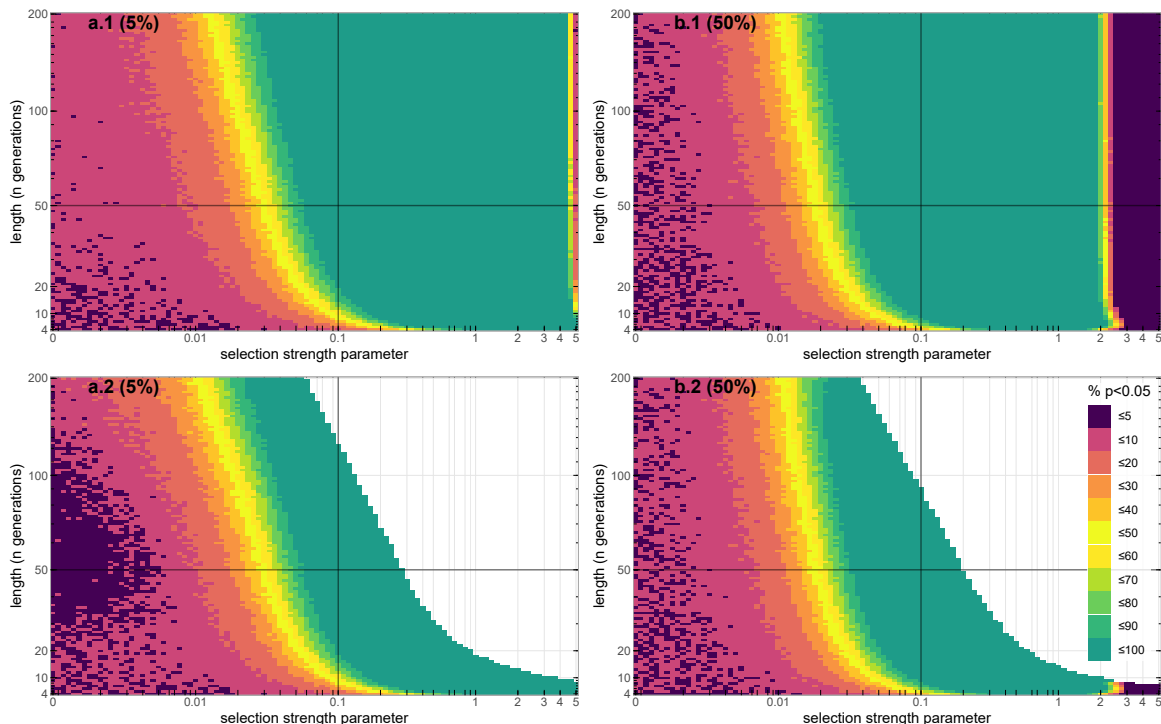 a.1 (5%)
length (n generations)
200
100
50
20
10
4
0 0.01 0.1 1 2 3 4 5
selection strength parameter
b.1 (50%)
length (n generations)
200
100
50
20
10
4
0 0.01 0.1 1 2 3 4 5
selection strength parameter
a.2 (5%)
length (n generations)
200
100
50
20
10
4
0 0.01 0.1 1 2 3 4 5
selection strength parameter
b.2 (50%)
length (n generations)
200
100
50
20
10
4
0 0.01 0.1 1 2 3 4 5
selection strength parameter
% p<0.05
≤5
≤10
≤20
≤30
≤40
≤50
≤60
≤70
≤80
≤90
≤100